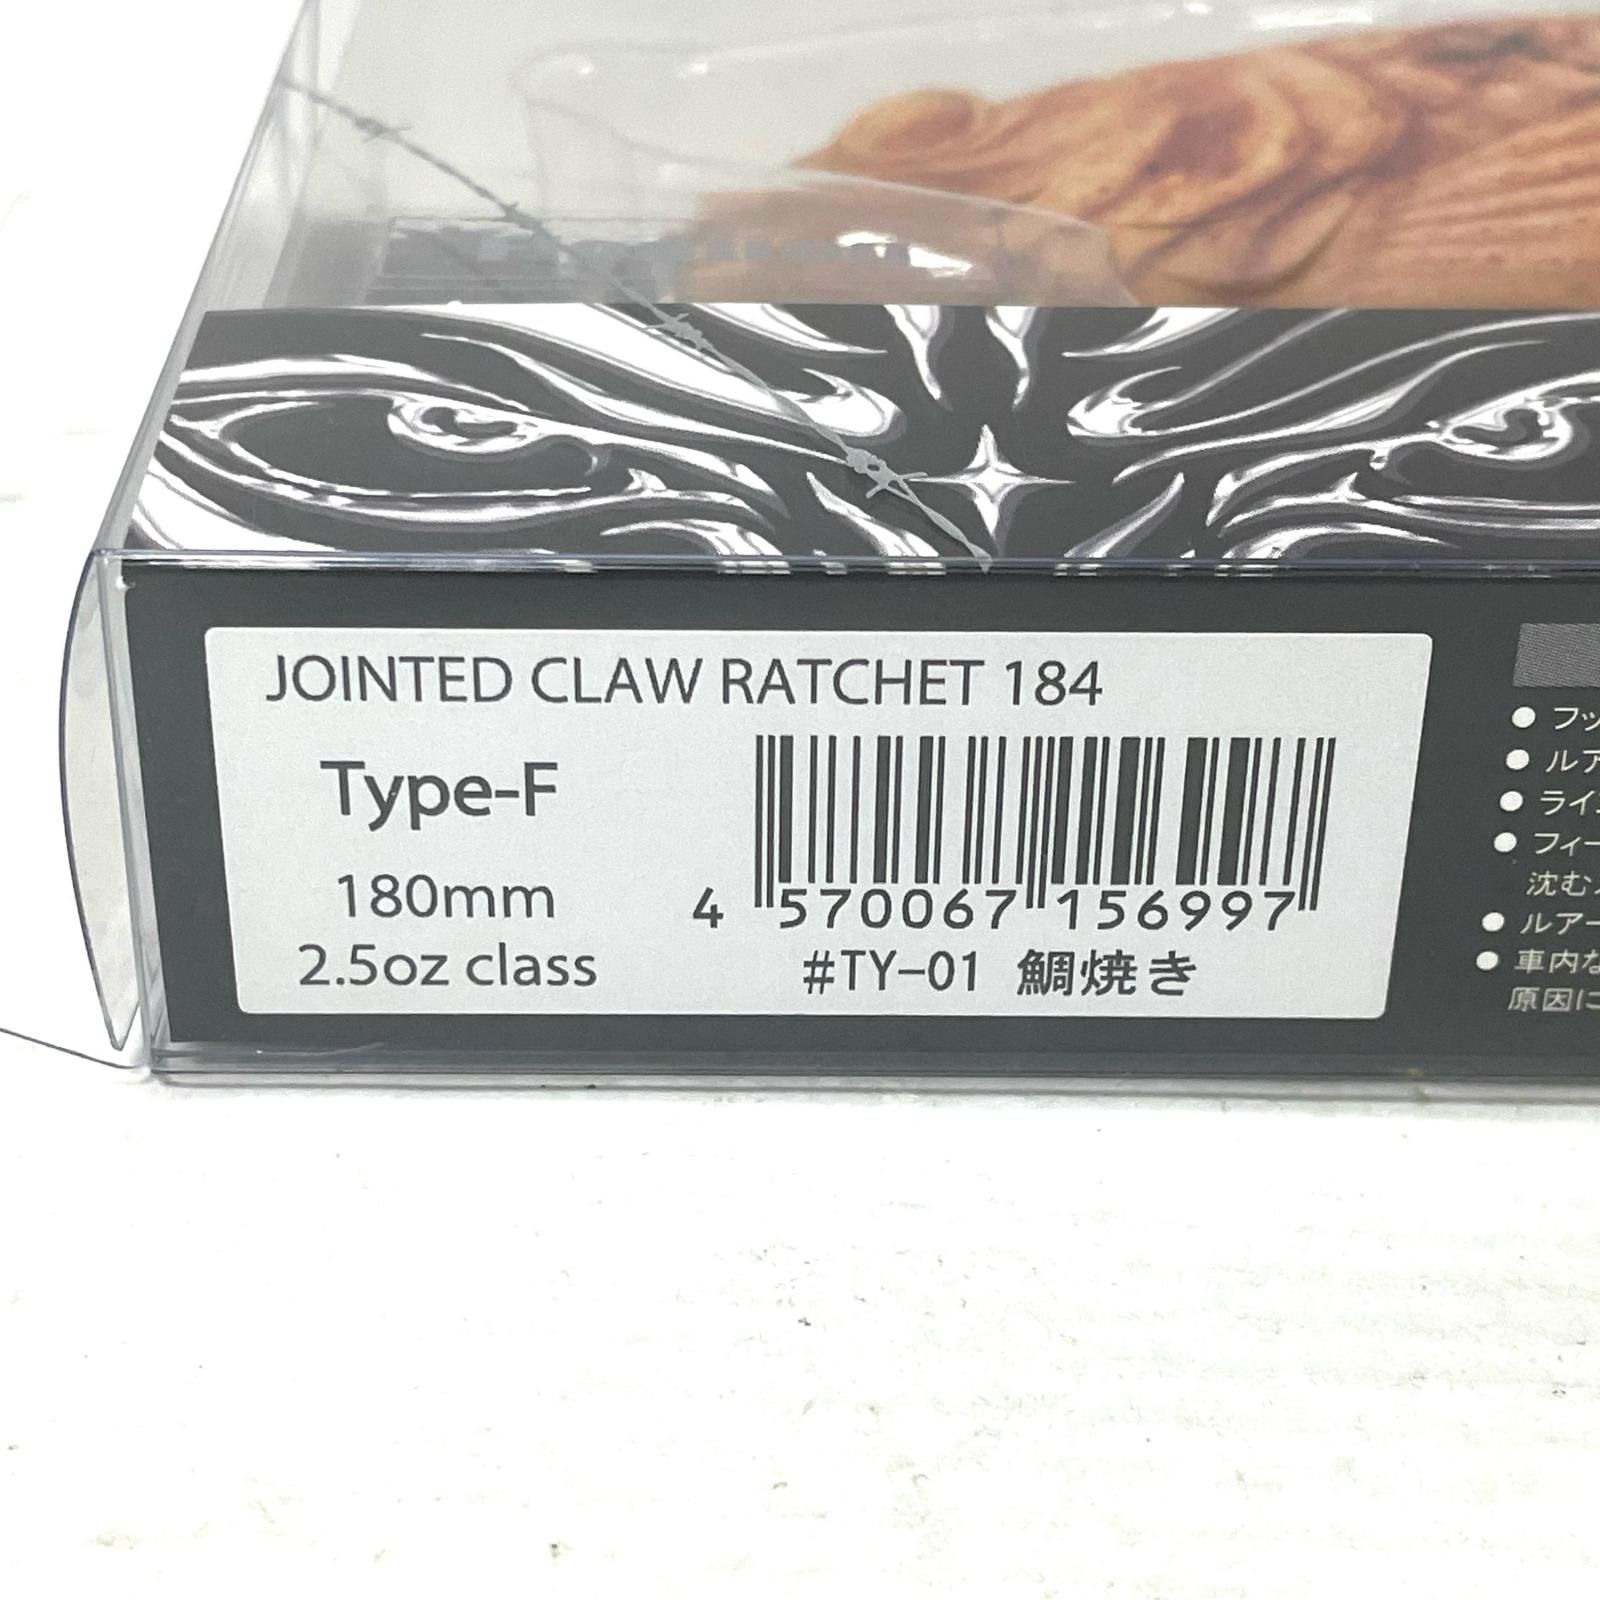 JOINTED CLAW RATCHET 184
Type-F
180mm
2.5oz class
4 570067 156997
#TY-01 鯛焼き
● フッ
● ルア
● ライ
● フィー
沈む
● ルアー
● 車内な
原因に